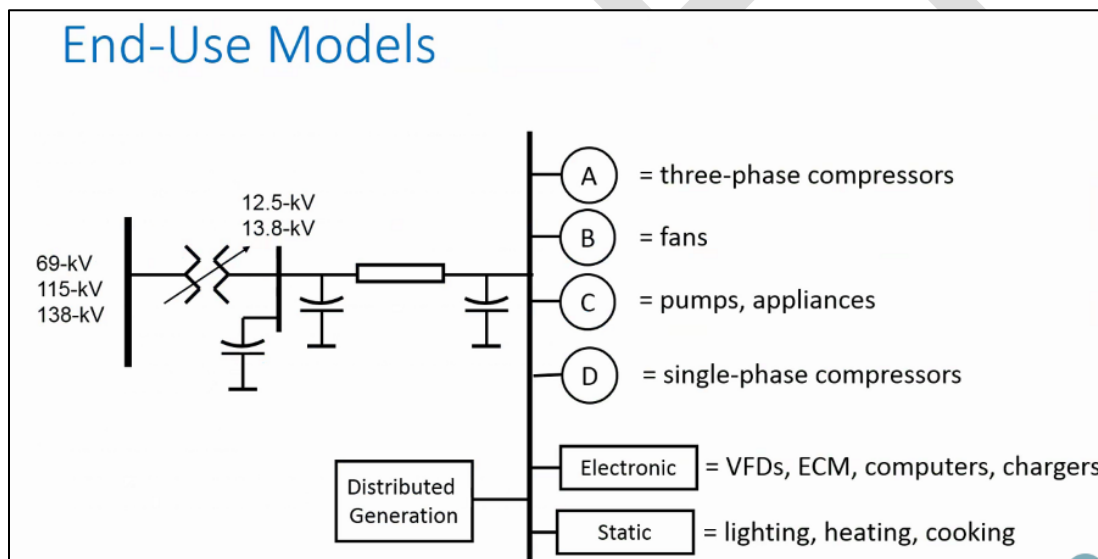 End-Use Models
12.5-kV
13.8-kV
69-kV
115-kV
138-kV
A = three-phase compressors
B = fans
C = pumps, appliances
D = single-phase compressors
Electronic = VFDs, ECM, computers, chargers
Distributed
Generation
Static = lighting, heating, cooking